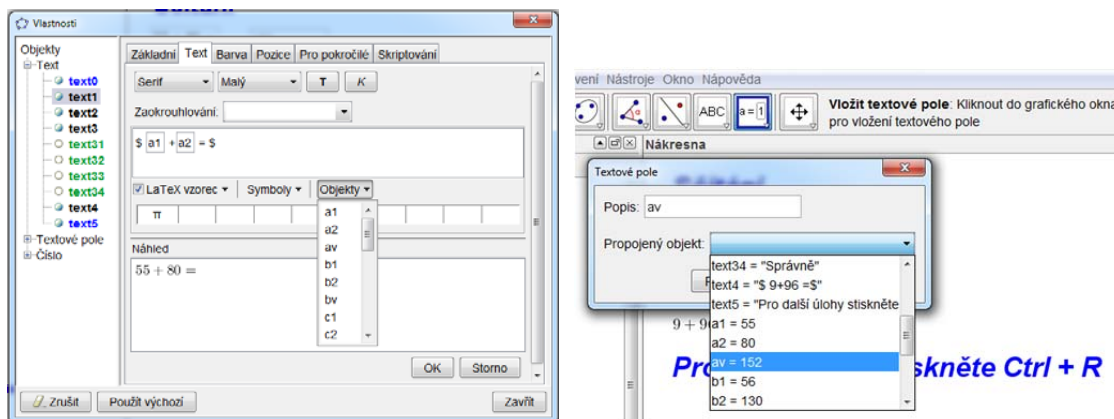 Vlastnosti
Objekty
Text
text0
text1
text2
text3
text31
text32
text33
text34
text4
text5
Textové pole
Číslo
Základní Text Barva Pozice Pro pokročilé Skriptování
Serif Malý T K
Zaokrouhlování:
$ a1 + a2 = $
LaTeX vzorec Symboly Objekty
π
a1
a2
av
b1
b2
bv
c1
c2
Náhled
55 + 80 =
OK Storno
Zrušit Použít výchozí Zavřít
vení Nástroje Okno Nápověda
ABC a=1 Vložit textové pole: Kliknout do grafického okna
pro vložení textového pole
Nákresna
Textové pole
Popis: av
Propojený objekt:
text34 = "Správně"
text4 = "$ 9+96 =$"
text5 = "Pro další úlohy stiskněte
a1 = 55
a2 = 80
av = 152
b1 = 56
b2 = 130
9 + 9
Pro skněte Ctrl + R